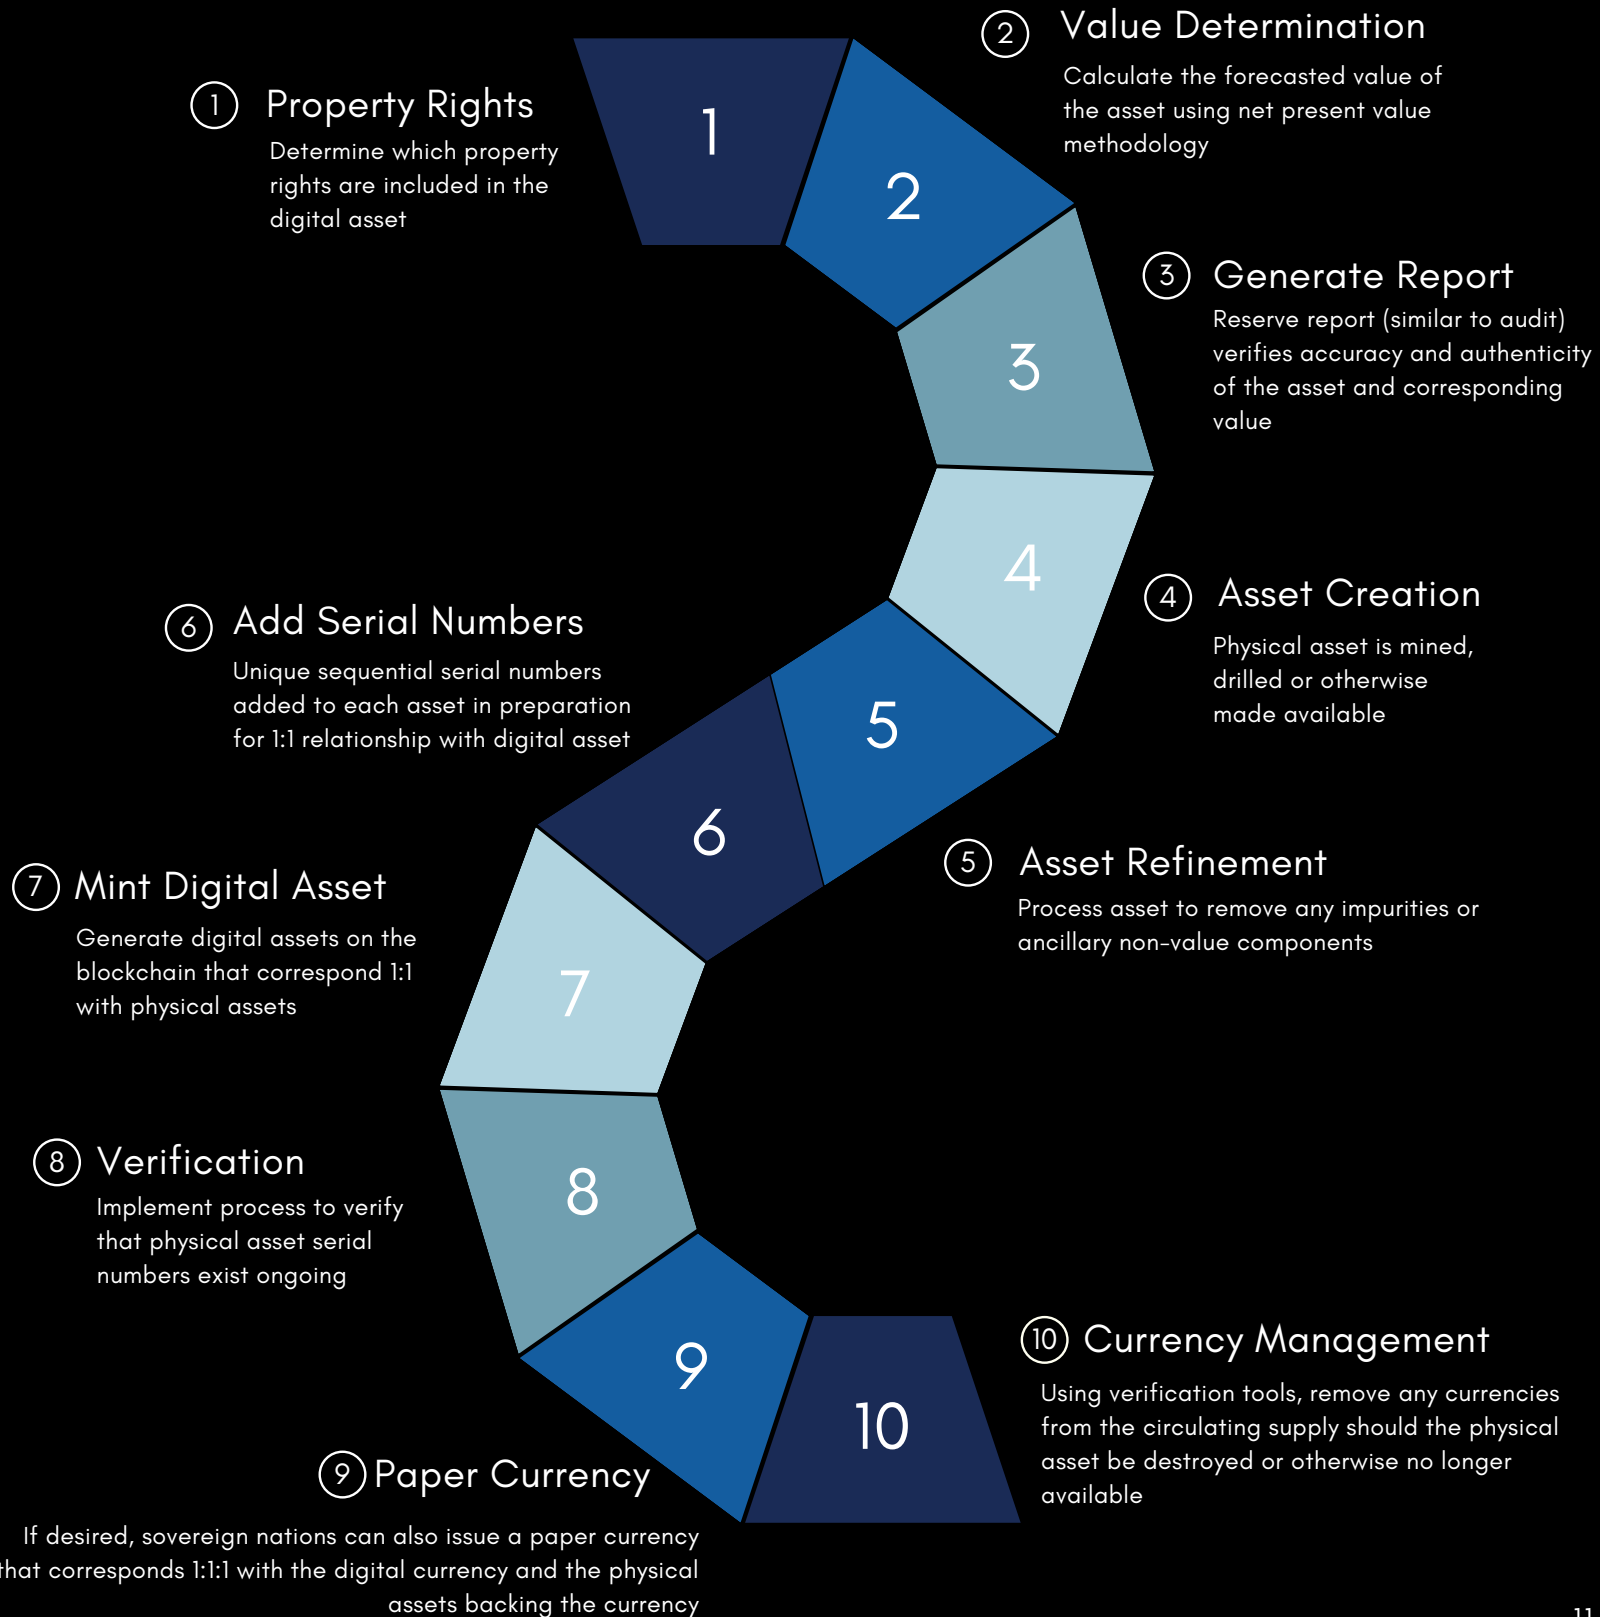 1 Property Rights
Determine which property
rights are included in the
digital asset
1
2 Value Determination
Calculate the forecasted value of
the asset using net present value
methodology
2
3 Generate Report
Reserve report (similar to audit)
verifies accuracy and authenticity
of the asset and corresponding
value
3
4 Asset Creation
Physical asset is mined,
drilled or otherwise
made available
4
5 Asset Refinement
Process asset to remove any impurities or
ancillary non-value components
5
6 Add Serial Numbers
Unique sequential serial numbers
added to each asset in preparation
for 1:1 relationship with digital asset
6
7 Mint Digital Asset
Generate digital assets on the
blockchain that correspond 1:1
with physical assets
7
8 Verification
Implement process to verify
that physical asset serial
numbers exist ongoing
8
9 Paper Currency
If desired, sovereign nations can also issue a paper currency
that corresponds 1:1:1 with the digital currency and the physical
assets backing the currency
9
10 Currency Management
Using verification tools, remove any currencies
from the circulating supply should the physical
asset be destroyed or otherwise no longer
available
10
11